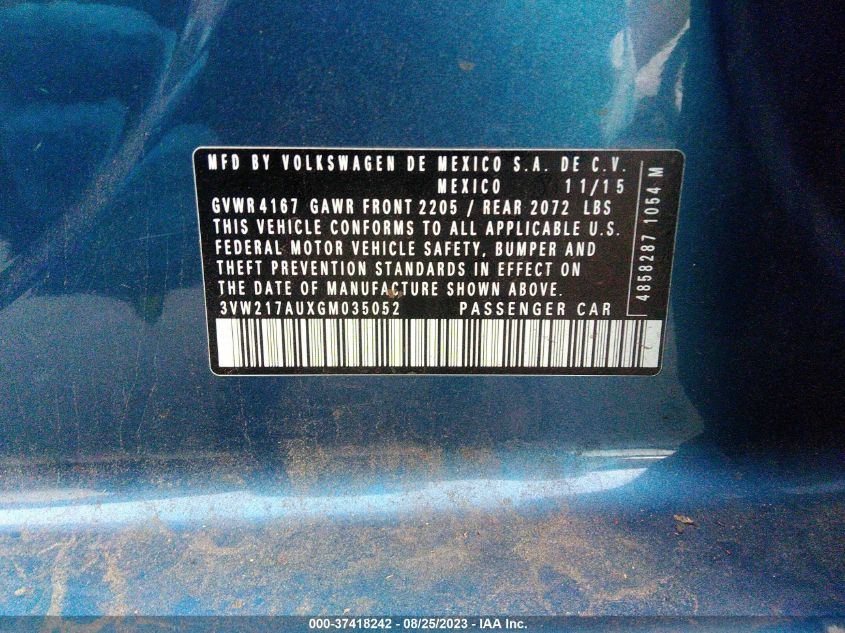 MFD BY VOLKSWAGEN DE MEXICO S.A. DE C.V.
MEXICO 11/15
GVWR 4167 GAWR FRONT 2205 / REAR 2072 LBS
THIS VEHICLE CONFORMS TO ALL APPLICABLE U.S.
FEDERAL MOTOR VEHICLE SAFETY, BUMPER AND
THEFT PREVENTION STANDARDS IN EFFECT ON
THE DATE OF MANUFACTURE SHOWN ABOVE.
3VW217AUXGM035052 PASSENGER CAR
4858287 1054 M
000-37418242 - 08/25/2023 - IAA Inc.